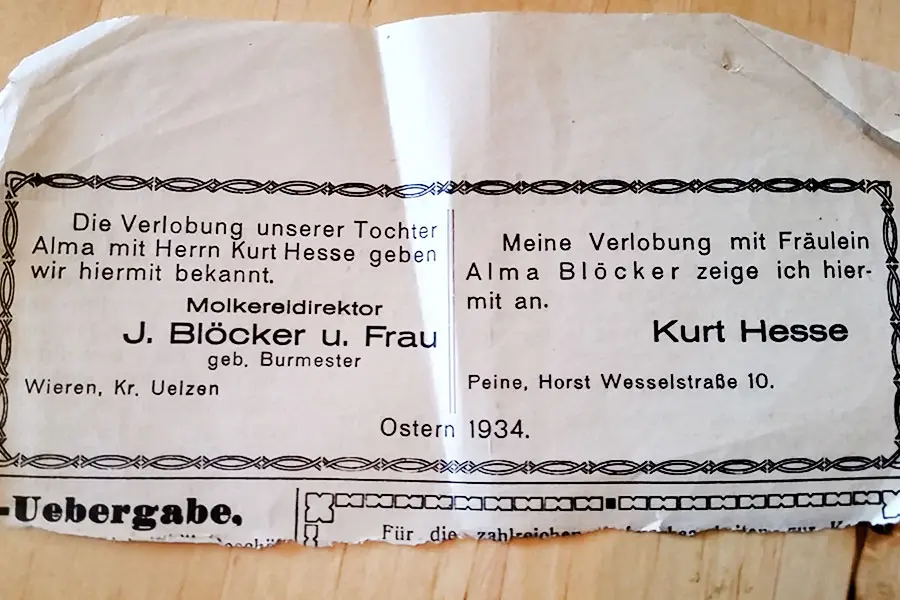 Die Verlobung unserer Tochter
Alma mit Herrn Kurt Hesse geben
wir hiermit bekannt.
Molkereidirektor
J. Blöcker u. Frau
geb. Burmester
Wieren, Kr. Uelzen
Meine Verlobung mit Fräulein
Alma Blöcker zeige ich hier-
mit an.
Kurt Hesse
Peine, Horst Wesselstraße 10.
Ostern 1934.
-Uebergabe.
Für die zahlreichen zur